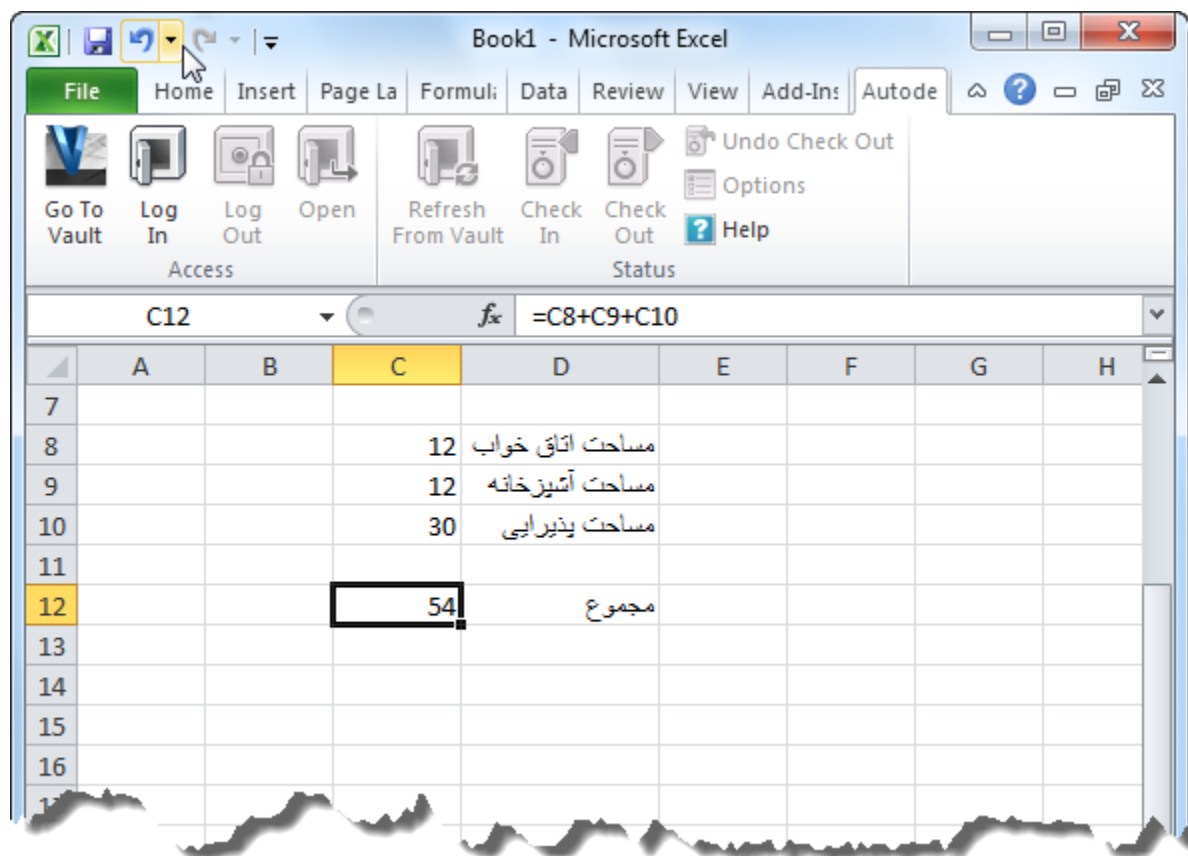 Book1 - Microsoft Excel
File Home Insert Page La Formula Data Review View Add-Ins Autode
Go To Vault
Log In
Log Out
Open
Refresh From Vault
Check In
Check Out
Undo Check Out
Options
Help
Access
Status
C12 fx =C8+C9+C10
A B C D E F G H
7
8 12 مساحت اتاق خواب
9 12 مساحت آشپزخانه
10 30 مساحت پذیرایی
11
12 54 مجموع
13
14
15
16